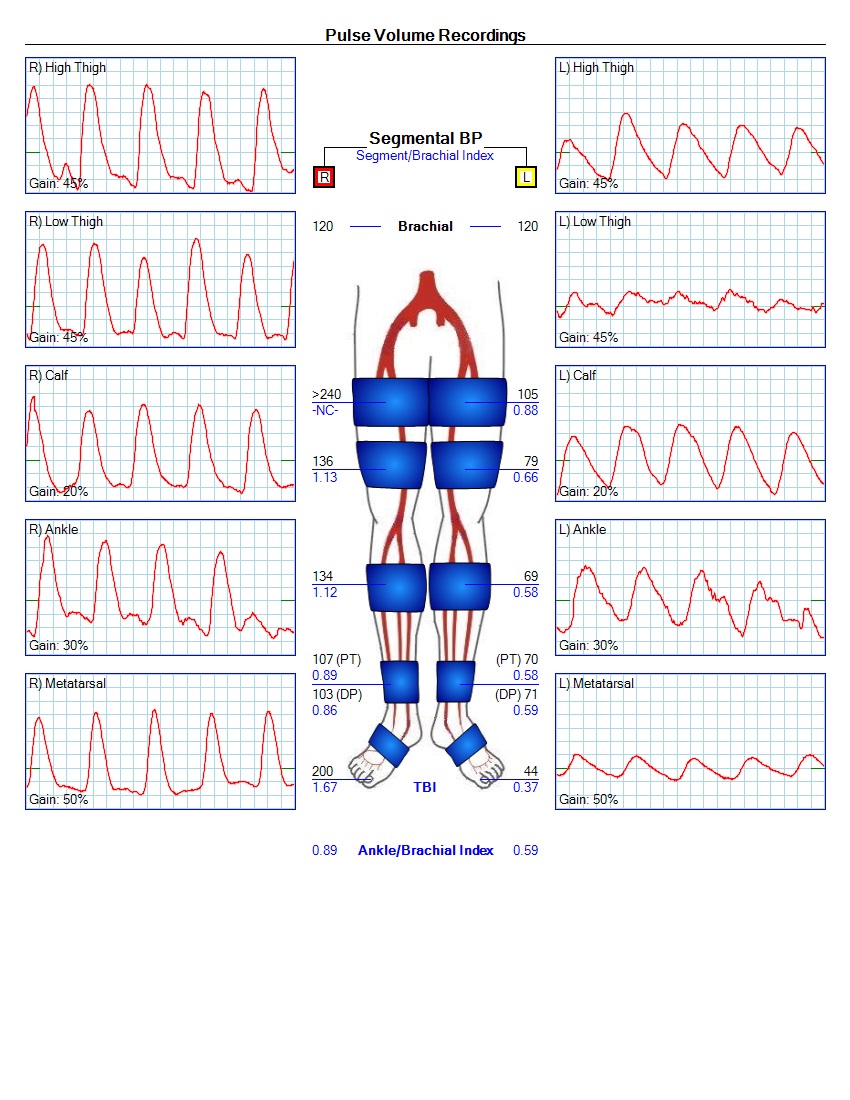 Pulse Volume Recordings
R) High Thigh
Gain: 45%
R) Low Thigh
Gain: 45%
R) Calf
Gain: 20%
R) Ankle
Gain: 30%
R) Metatarsal
Gain: 50%
Segmental BP
Segment/Brachial Index
R L
120 Brachial 120
>240 105
-NC- 0.88
136 79
1.13 0.66
134 69
1.12 0.58
107 (PT) (PT) 70
0.89 0.58
103 (DP) (DP) 71
0.86 0.59
200 44
1.67 TBI 0.37
0.89 Ankle/Brachial Index 0.59
L) High Thigh
Gain: 45%
L) Low Thigh
Gain: 45%
L) Calf
Gain: 20%
L) Ankle
Gain: 30%
L) Metatarsal
Gain: 50%